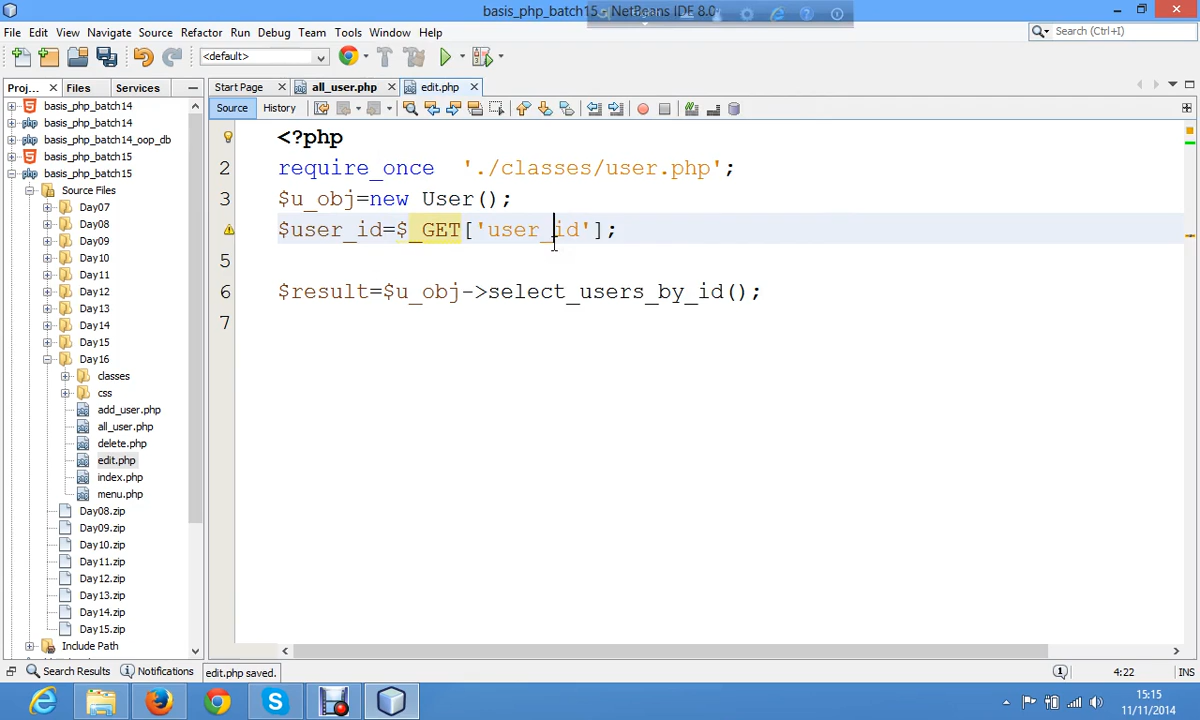 basis_php_batch15 - NetBeans IDE 8.0
File Edit View Navigate Source Refactor Run Debug Team Tools Window Help
Search (Ctrl+I)
<default>
Proj... Files Services
Start Page all_user.php edit.php
Source History
basis_php_batch14
basis_php_batch14
basis_php_batch14_oop_db
basis_php_batch15
basis_php_batch15
Source Files
Day07
Day08
Day09
Day10
Day11
Day12
Day13
Day14
Day15
Day16
classes
css
add_user.php
all_user.php
delete.php
edit.php
index.php
menu.php
Day08.zip
Day09.zip
Day10.zip
Day11.zip
Day12.zip
Day13.zip
Day14.zip
Day15.zip
Include Path
<?php
2 require_once './classes/user.php';
3 $u_obj=new User();
$user_id=$_GET['user_id'];
5
6 $result=$u_obj->select_users_by_id();
7
Search Results Notifications edit.php saved. 4:22 INS
15:15
11/11/2014